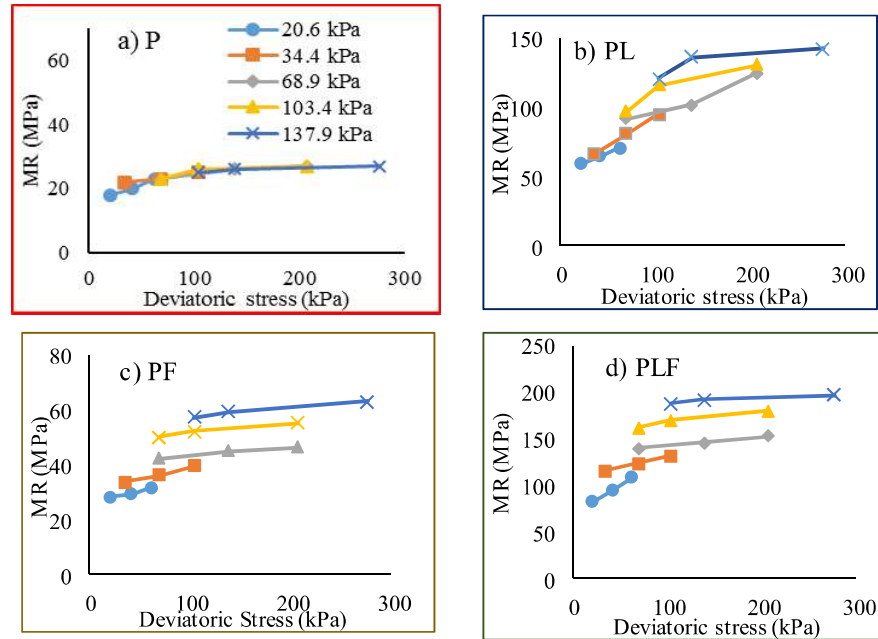 a) P
20.6 kPa
34.4 kPa
68.9 kPa
103.4 kPa
137.9 kPa
MR (MPa)
60
40
20
0
0 100 200 300
Deviatoric stress (kPa)
b) PL
MR (MPa)
150
100
50
0
0 100 200 300
Deviatoric stress (kPa)
c) PF
MR (MPa)
80
60
40
20
0
0 100 200 300
Deviatoric Stress (kPa)
d) PLF
MR (MPa)
250
200
150
100
50
0
0 100 200 300
Deviatoric stress (kPa)